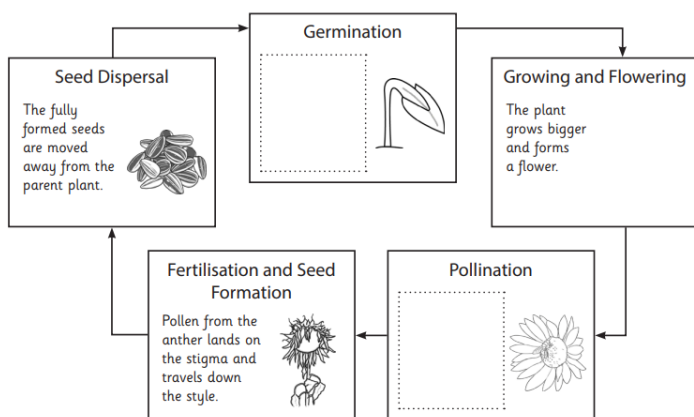 Germination
Seed Dispersal
The fully
formed seeds
are moved
away from the
parent plant.
Growing and Flowering
The plant
grows bigger
and forms
a flower.
Fertilisation and Seed
Formation
Pollen from the
anther lands on
the stigma and
travels down
the style.
Pollination